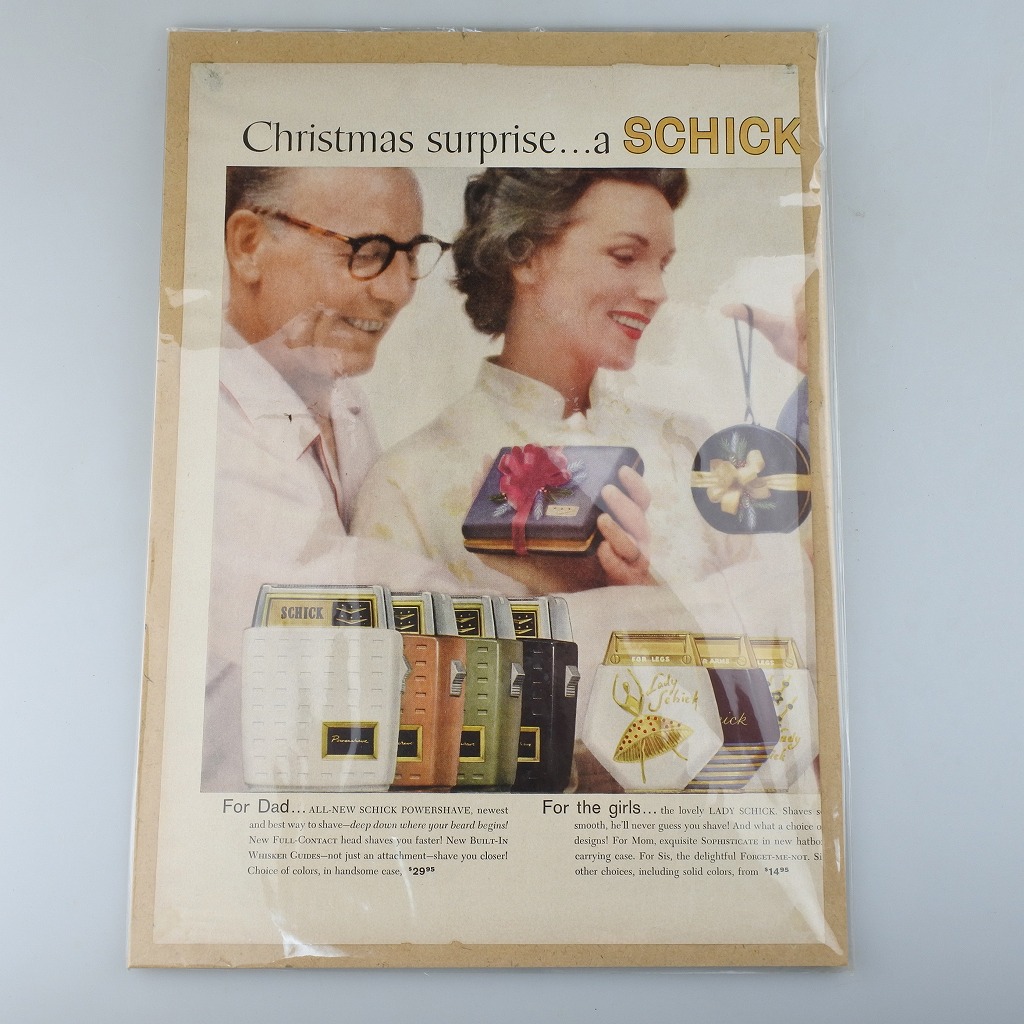 Christmas surprise...a SCHICK
SCHICK
FOR LEGS
R ARMS
LEGS
Lady
Schick
ick
ady
ick
Powershave
For Dad... ALL-NEW SCHICK POWERSHAVE, newest
and best way to shave—deep down where your beard begins!
New FULL-CONTACT head shaves you faster! New BUILT-IN
WHISKER GUIDES—not just an attachment—shave you closer!
Choice of colors, in handsome case, $29⁹⁵
For the girls... the lovely LADY SCHICK. Shaves s
smooth, he'll never guess you shave! And what a choice o
designs! For Mom, exquisite SOPHISTICATE in new hatbo
carrying case. For Sis, the delightful FORGET-ME-NOT. Si
other choices, including solid colors, from $14⁹⁵